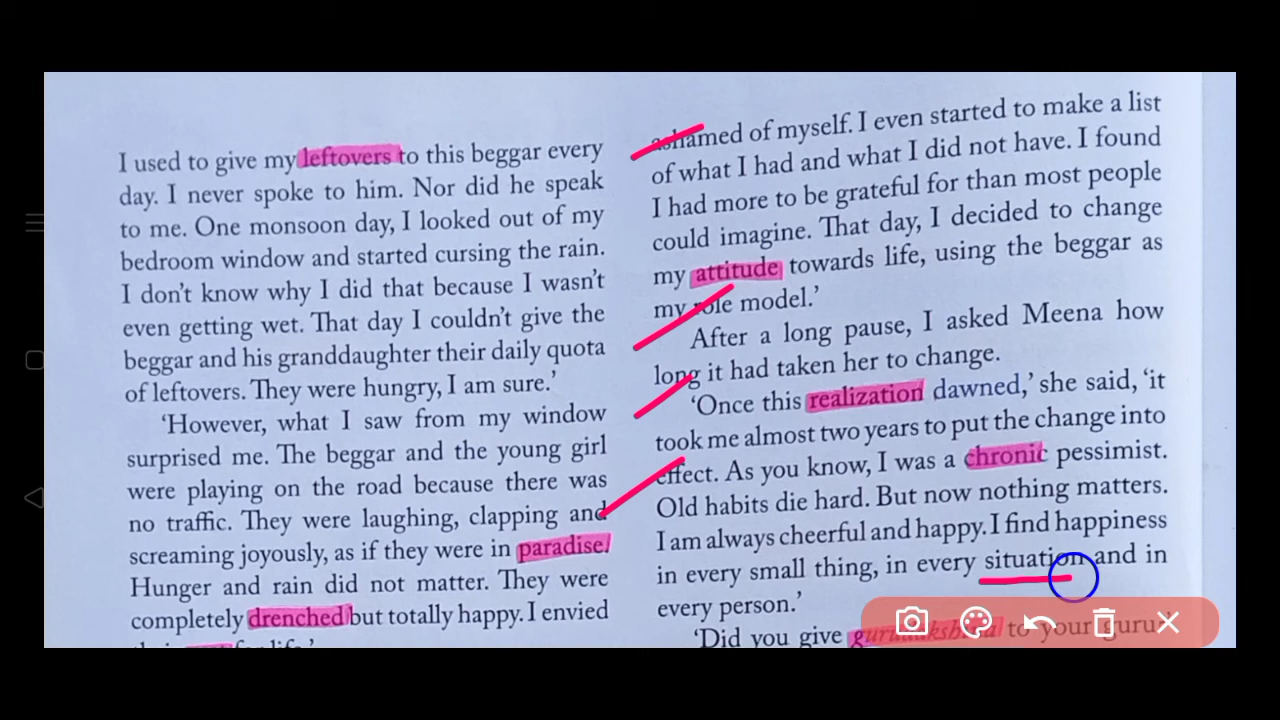 I used to give my leftovers to this beggar every
day. I never spoke to him. Nor did he speak
to me. One monsoon day, I looked out of my
bedroom window and started cursing the rain.
I don't know why I did that because I wasn't
even getting wet. That day I couldn't give the
beggar and his granddaughter their daily quota
of leftovers. They were hungry, I am sure.'
'However, what I saw from my window
surprised me. The beggar and the young girl
were playing on the road because there was
no traffic. They were laughing, clapping and
screaming joyously, as if they were in paradise.
Hunger and rain did not matter. They were
completely drenched but totally happy. I envied
ashamed of myself. I even started to make a list
of what I had and what I did not have. I found
I had more to be grateful for than most people
could imagine. That day, I decided to change
my attitude towards life, using the beggar as
my role model.'
After a long pause, I asked Meena how
long it had taken her to change.
'Once this realization dawned,' she said, 'it
took me almost two years to put the change into
effect. As you know, I was a chronic pessimist.
Old habits die hard. But now nothing matters.
I am always cheerful and happy. I find happiness
in every small thing, in every situation and in
every person.'
'Did you give gurudakshina to your guru